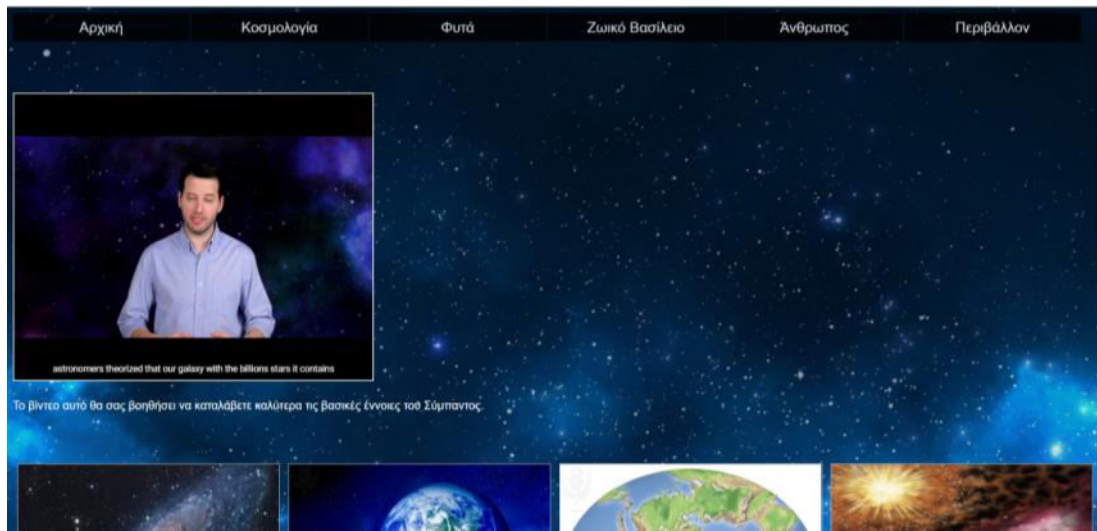 Αρχική Κοσμολογία Φυτά Ζωικό Βασίλειο Άνθρωπος Περιβάλλον
astronomers theorized that our galaxy with the billions stars it contains
Το βίντεο αυτό θα σας βοηθήσει να καταλάβετε καλύτερα τις βασικές έννοιες του Σύμπαντος.